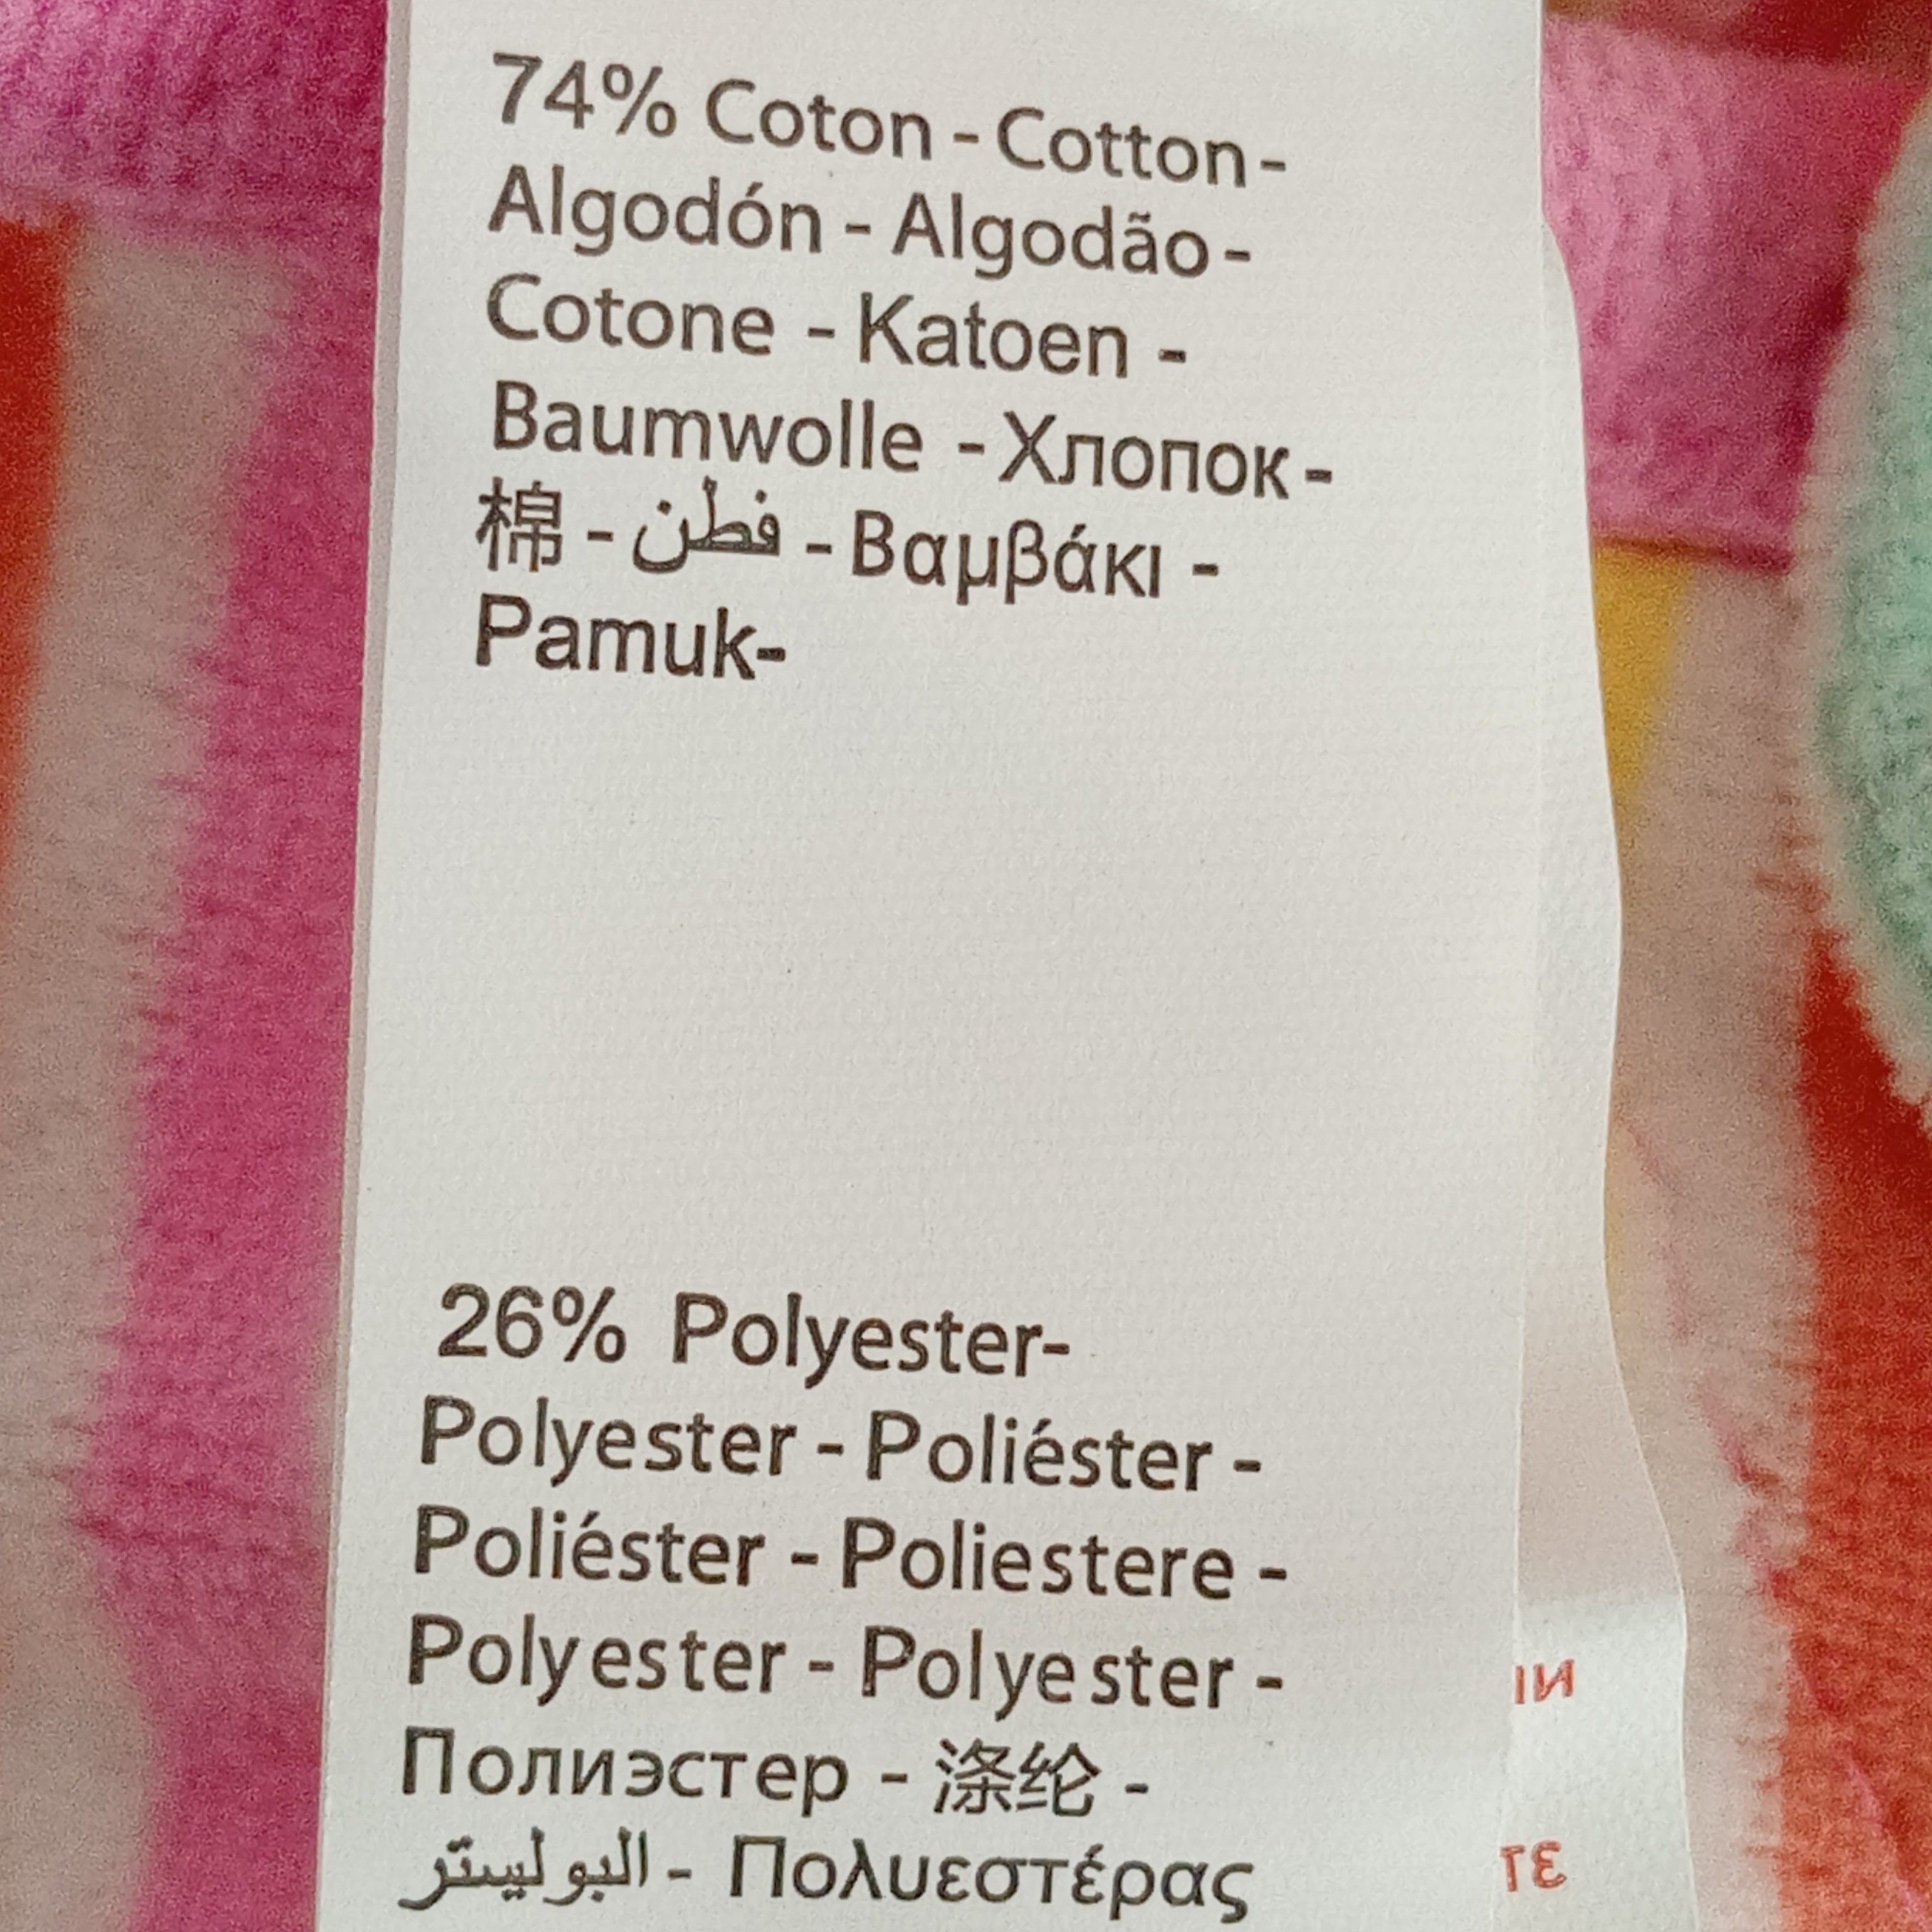 74% Coton - Cotton -
Algodón - Algodão -
Cotone - Katoen -
Baumwolle - Хлопок -
棉 - قطن - Βαμβάκι -
Pamuk-
26% Polyester-
Polyester - Poliéster -
Poliéster - Poliestere -
Polyester - Polyester -
Полиэстер - 涤纶 -
البوليستر - Πολυεστέρας